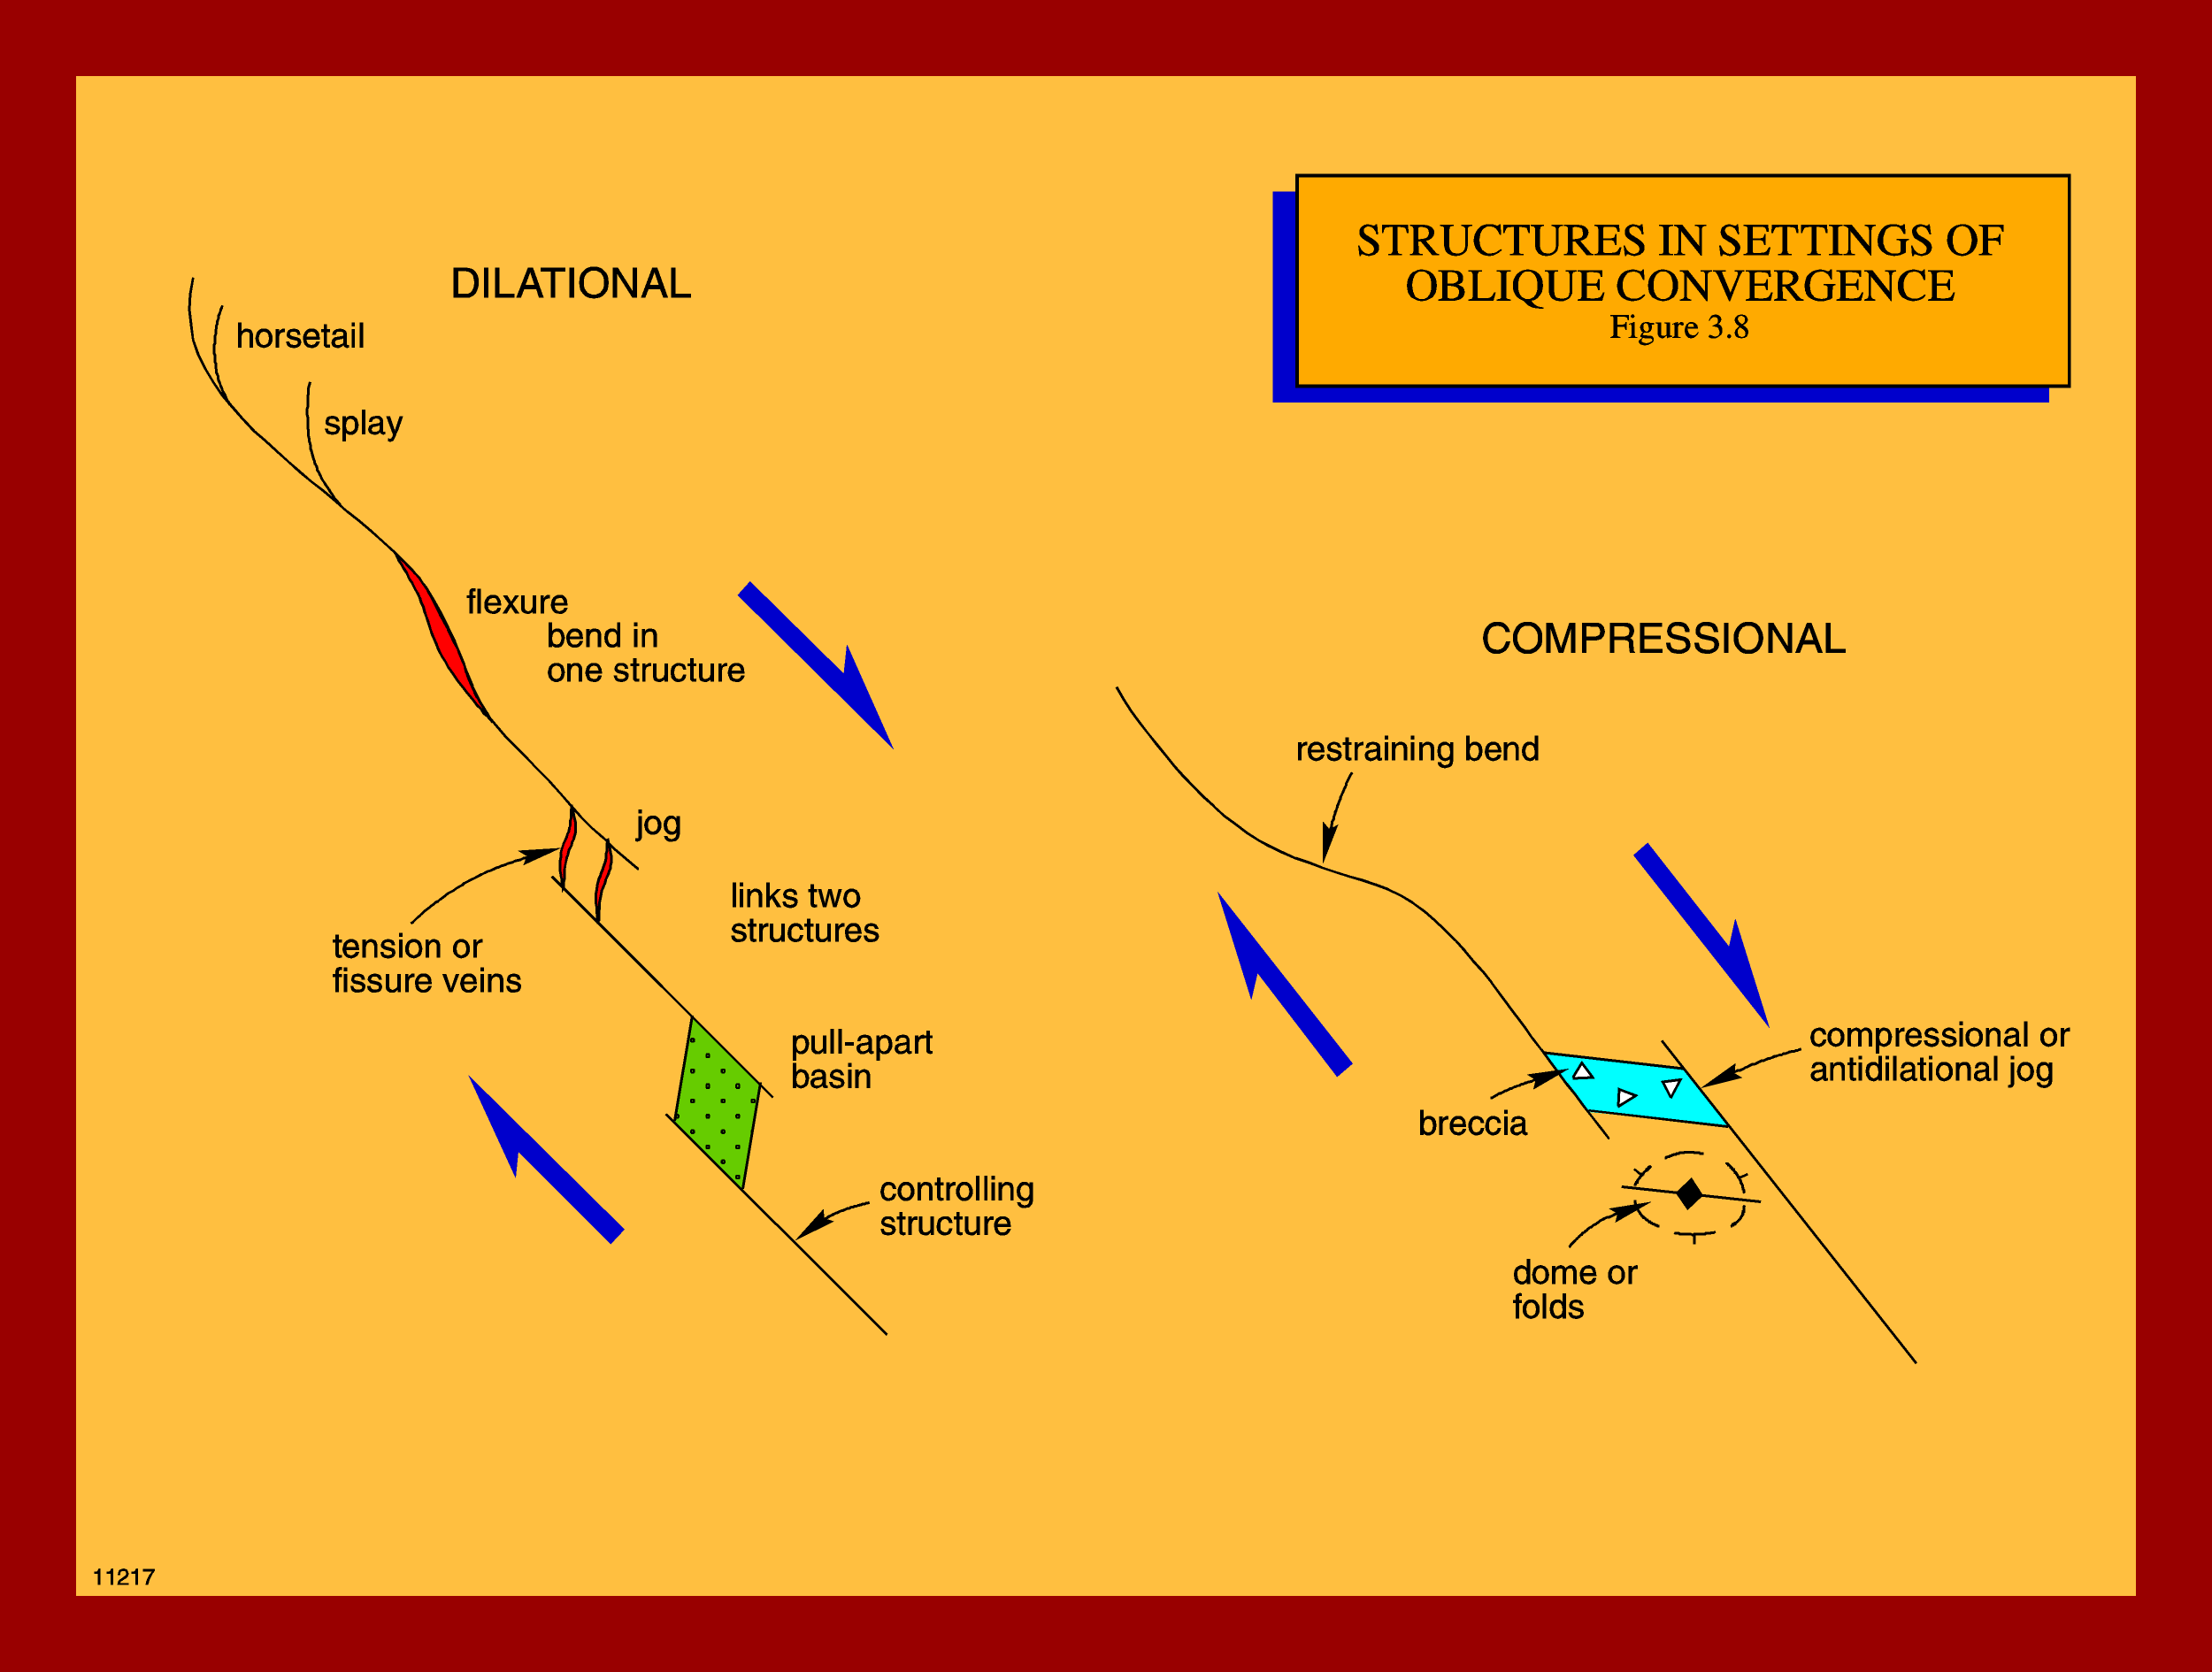 STRUCTURES IN SETTINGS OF
OBLIQUE CONVERGENCE
Figure 3.8
DILATIONAL
horsetail
splay
flexure
bend in
one structure
jog
links two
structures
tension or
fissure veins
pull-apart
basin
controlling
structure
COMPRESSIONAL
restraining bend
compressional or
antidilational jog
breccia
dome or
folds
11217